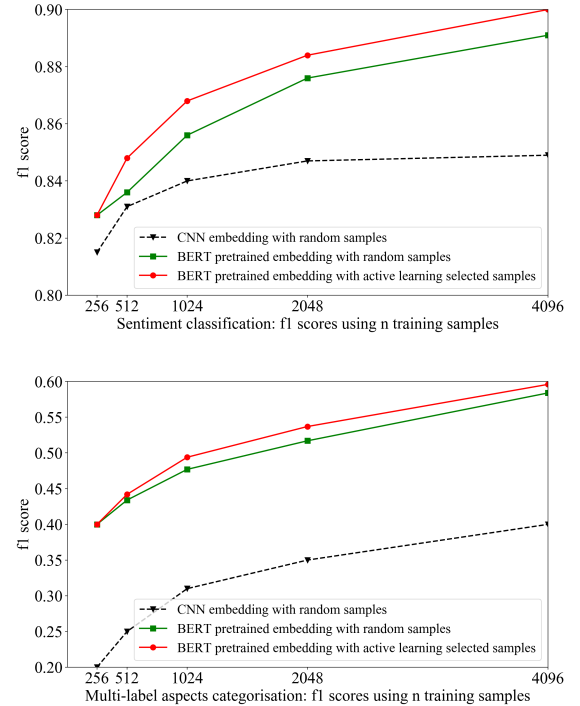 0.90
0.88
0.86
0.84
0.82
0.80
f1 score
CNN embedding with random samples
BERT pretrained embedding with random samples
BERT pretrained embedding with active learning selected samples
256 512 1024 2048 4096
Sentiment classification: f1 scores using n training samples
0.60
0.55
0.50
0.45
0.40
0.35
0.30
0.25
0.20
f1 score
CNN embedding with random samples
BERT pretrained embedding with random samples
BERT pretrained embedding with active learning selected samples
256 512 1024 2048 4096
Multi-label aspects categorisation: f1 scores using n training samples